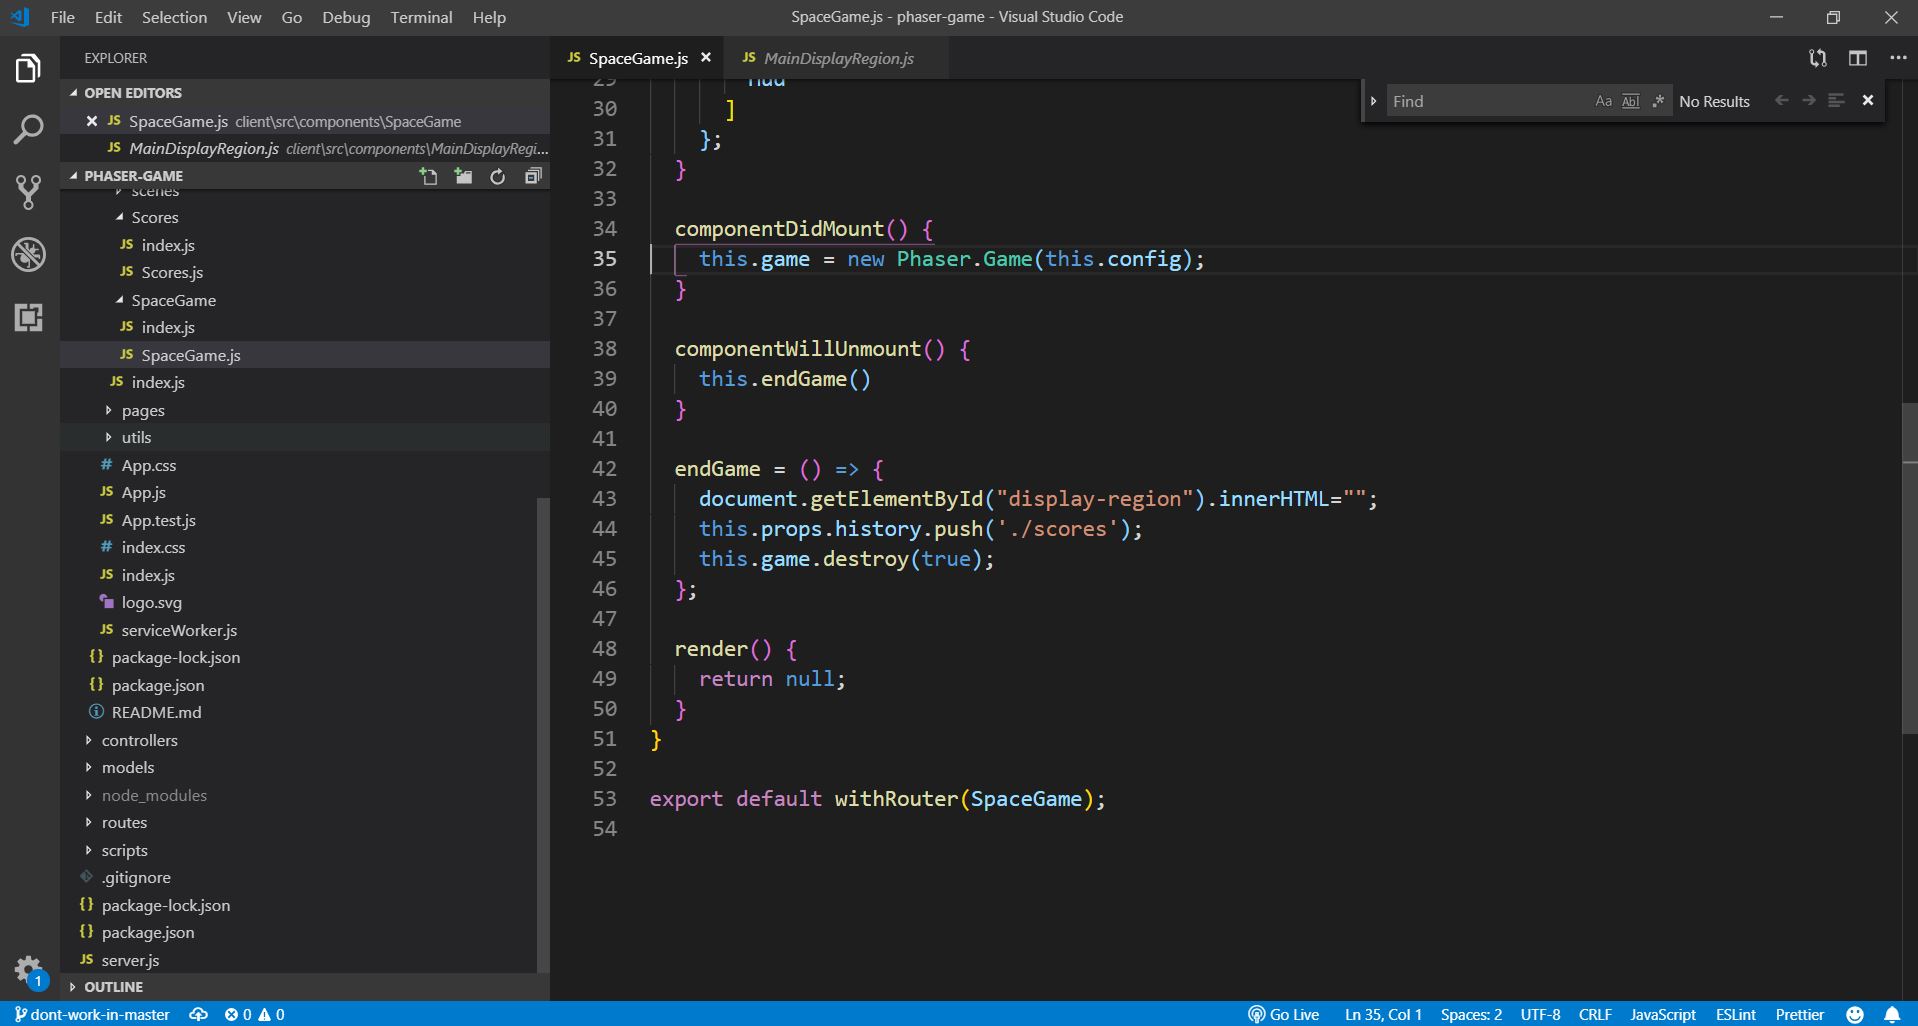 File Edit Selection View Go Debug Terminal Help
SpaceGame.js - phaser-game - Visual Studio Code
EXPLORER
OPEN EDITORS
JS SpaceGame.js client\src\components\SpaceGame
JS MainDisplayRegion.js client\src\components\MainDisplayRegi...
PHASER-GAME
scenes
Scores
JS index.js
JS Scores.js
SpaceGame
JS index.js
JS SpaceGame.js
JS index.js
pages
utils
# App.css
JS App.js
JS App.test.js
# index.css
JS index.js
logo.svg
JS serviceWorker.js
{} package-lock.json
{} package.json
README.md
controllers
models
node_modules
routes
scripts
.gitignore
{} package-lock.json
{} package.json
JS server.js
OUTLINE
1
JS SpaceGame.js
JS MainDisplayRegion.js
Find Aa Abl .* No Results
29 Hud
30 ]
31 };
32 }
33
34 componentDidMount() {
35 this.game = new Phaser.Game(this.config);
36 }
37
38 componentWillUnmount() {
39 this.endGame()
40 }
41
42 endGame = () => {
43 document.getElementById("display-region").innerHTML="";
44 this.props.history.push('./scores');
45 this.game.destroy(true);
46 };
47
48 render() {
49 return null;
50 }
51 }
52
53 export default withRouter(SpaceGame);
54
dont-work-in-master 0 0
Go Live Ln 35, Col 1 Spaces: 2 UTF-8 CRLF JavaScript ESLint Prettier